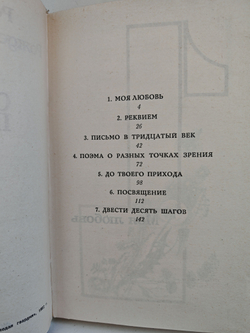 1. МОЯ ЛЮБОВЬ
4
2. РЕКВИЕМ
26
3. ПИСЬМО В ТРИДЦАТЫЙ ВЕК
42
4. ПОЭМА О РАЗНЫХ ТОЧКАХ ЗРЕНИЯ
72
5. ДО ТВОЕГО ПРИХОДА
98
6. ПОСВЯЩЕНИЕ
112
7. ДВЕСТИ ДЕСЯТЬ ШАГОВ
142